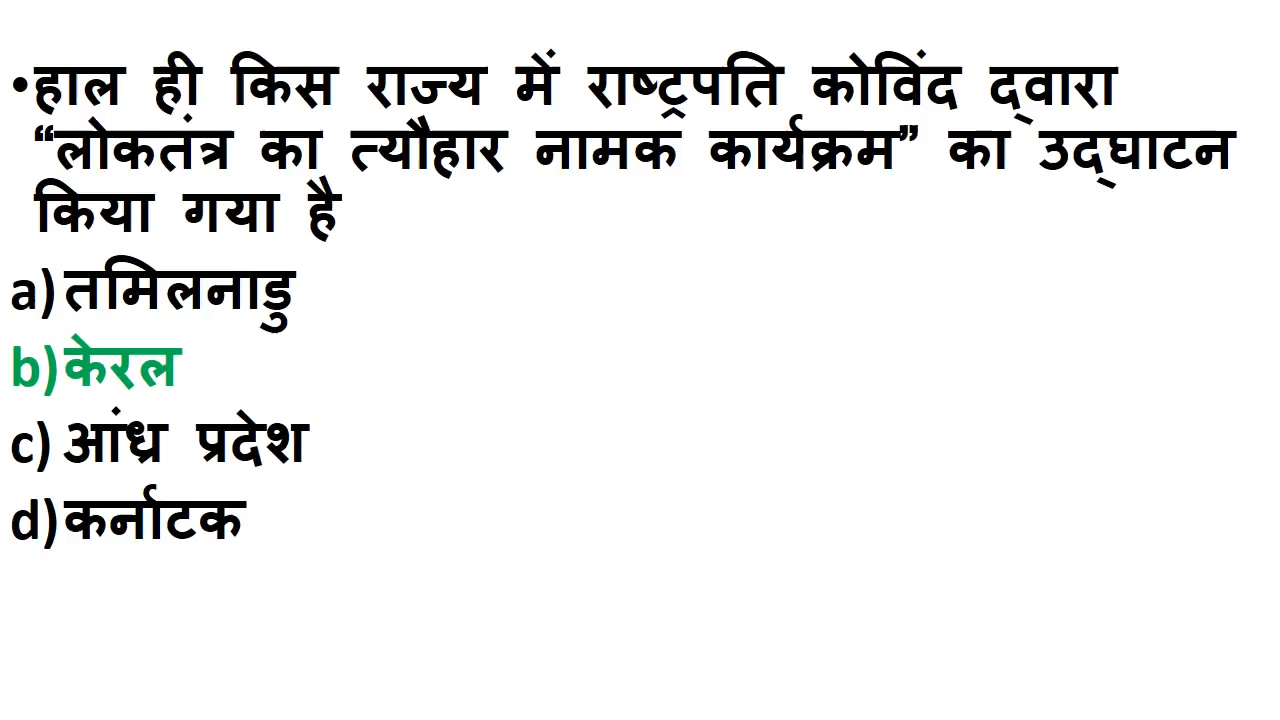 •हाल ही किस राज्य में राष्ट्रपति कोविंद द्वारा
“लोकतंत्र का त्यौहार नामक कार्यक्रम” का उद्घाटन
किया गया है
a)तमिलनाडु
b)केरल
c) आंध्र प्रदेश
d)कर्नाटक